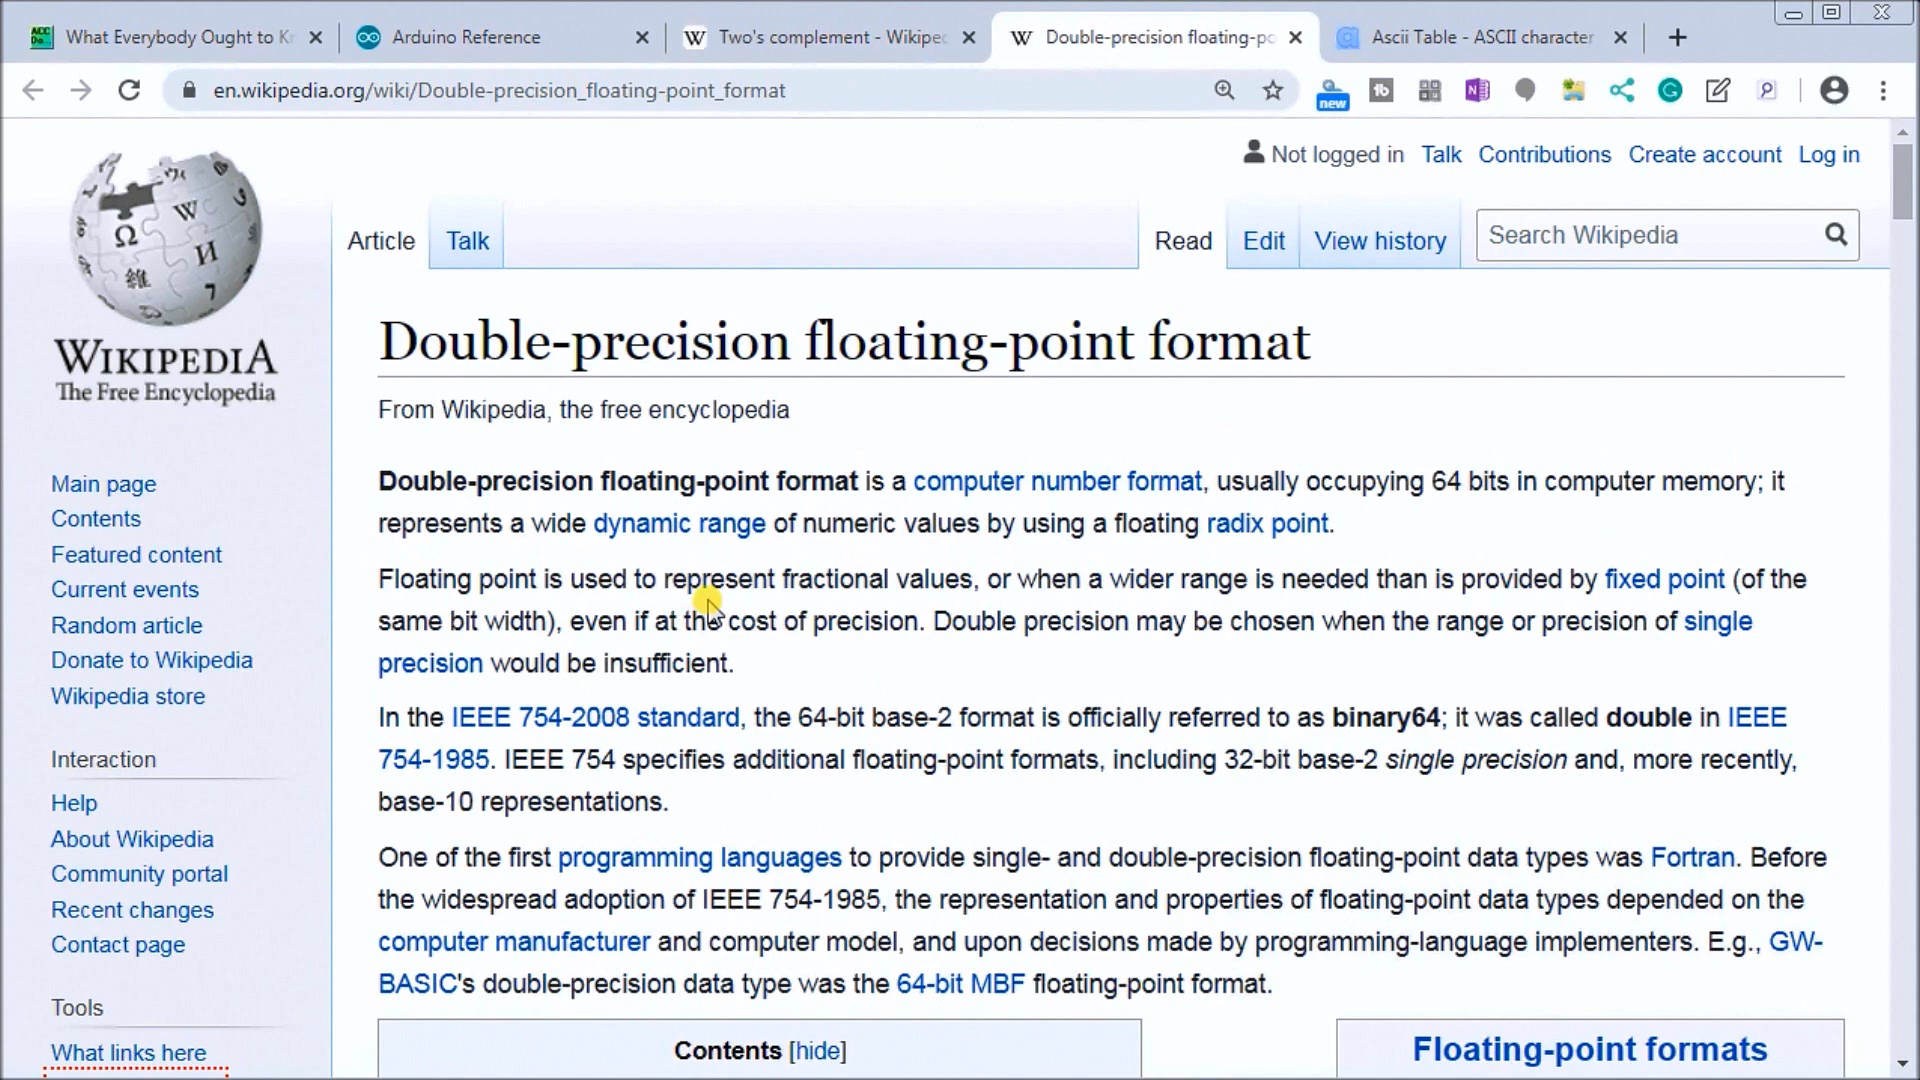 What Everybody Ought to Kn
Arduino Reference
Two's complement - Wikiped
Double-precision floating-po
Ascii Table - ASCII character
en.wikipedia.org/wiki/Double-precision_floating-point_format
new
Not logged in Talk Contributions Create account Log in
Article Talk Read Edit View history Search Wikipedia
WIKIPEDIA
The Free Encyclopedia
Main page
Contents
Featured content
Current events
Random article
Donate to Wikipedia
Wikipedia store
Interaction
Help
About Wikipedia
Community portal
Recent changes
Contact page
Tools
What links here
Double-precision floating-point format
From Wikipedia, the free encyclopedia
Double-precision floating-point format is a computer number format, usually occupying 64 bits in computer memory; it
represents a wide dynamic range of numeric values by using a floating radix point.
Floating point is used to represent fractional values, or when a wider range is needed than is provided by fixed point (of the
same bit width), even if at the cost of precision. Double precision may be chosen when the range or precision of single
precision would be insufficient.
In the IEEE 754-2008 standard, the 64-bit base-2 format is officially referred to as binary64; it was called double in IEEE
754-1985. IEEE 754 specifies additional floating-point formats, including 32-bit base-2 single precision and, more recently,
base-10 representations.
One of the first programming languages to provide single- and double-precision floating-point data types was Fortran. Before
the widespread adoption of IEEE 754-1985, the representation and properties of floating-point data types depended on the
computer manufacturer and computer model, and upon decisions made by programming-language implementers. E.g., GW-
BASIC's double-precision data type was the 64-bit MBF floating-point format.
Contents [hide]
Floating-point formats